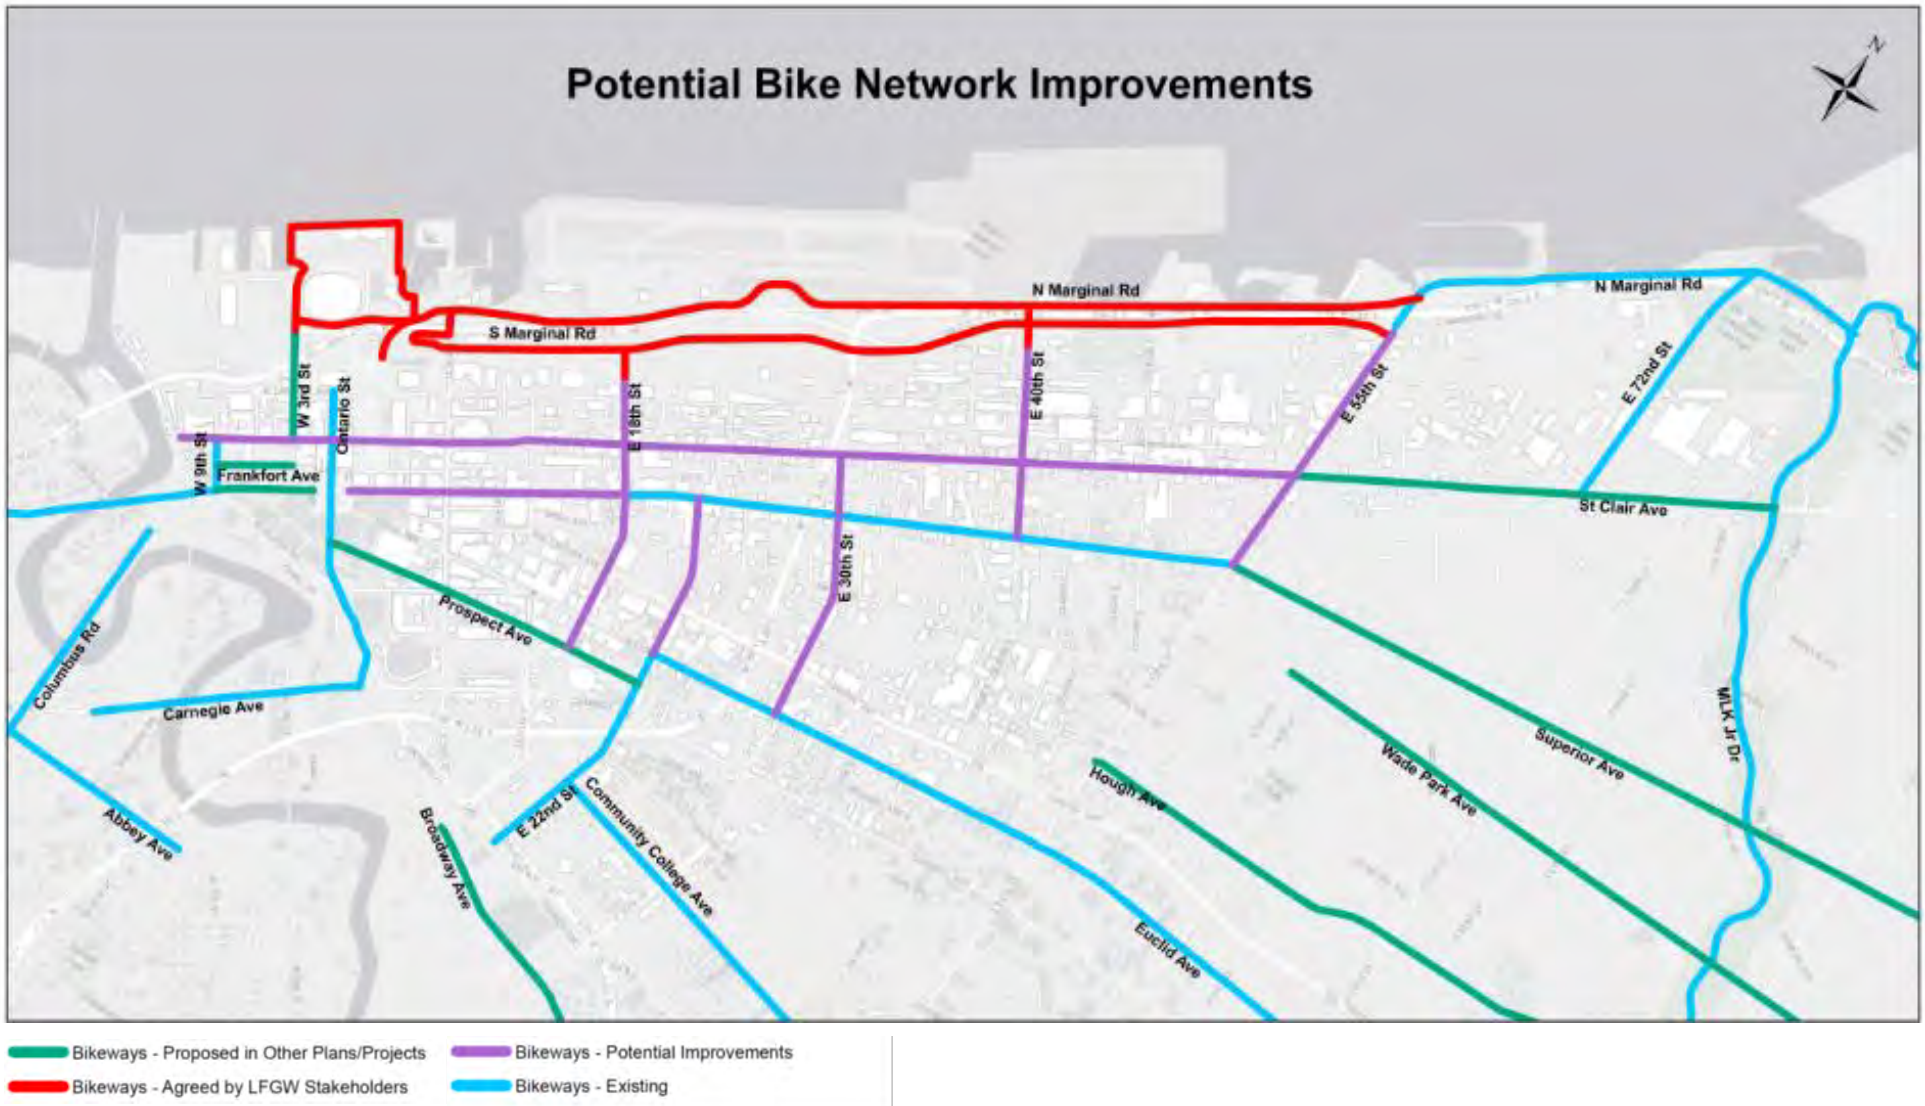 Potential Bike Network Improvements
N
N Marginal Rd
N Marginal Rd
S Marginal Rd
W 3rd St
Ontario St
E 18th St
E 40th St
E 55th St
E 72nd St
W 9th St
Frankfort Ave
St Clair Ave
E 30th St
Prospect Ave
Columbus Rd
Carnegie Ave
MLK Jr Dr
Superior Ave
Wade Park Ave
Hough Ave
Abbey Ave
Broadway Ave
E 22nd St
Community College Ave
Euclid Ave
Bikeways - Proposed in Other Plans/Projects
Bikeways - Potential Improvements
Bikeways - Agreed by LFGW Stakeholders
Bikeways - Existing